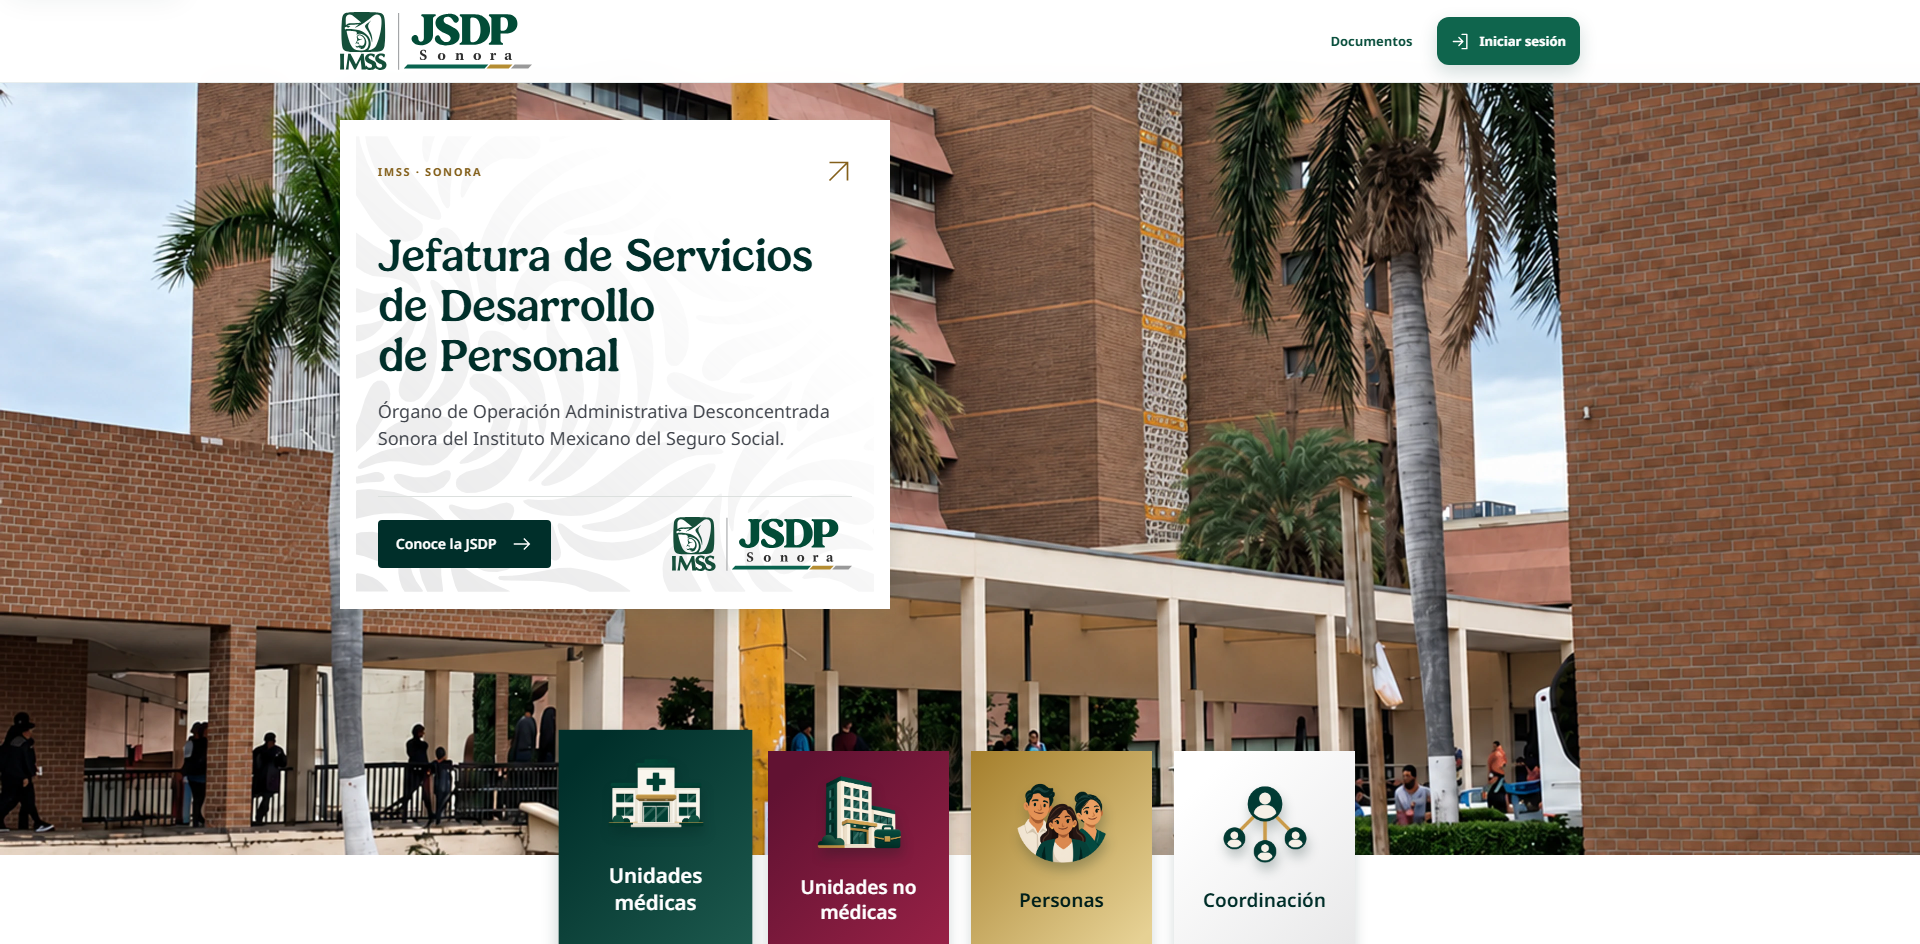 IMSS
JSDP
Sonora
Documentos
Iniciar sesión
IMSS · SONORA
Jefatura de Servicios
de Desarrollo
de Personal
Órgano de Operación Administrativa Desconcentrada
Sonora del Instituto Mexicano del Seguro Social.
Conoce la JSDP
IMSS
JSDP
Sonora
Unidades
médicas
Unidades no
médicas
Personas
Coordinación